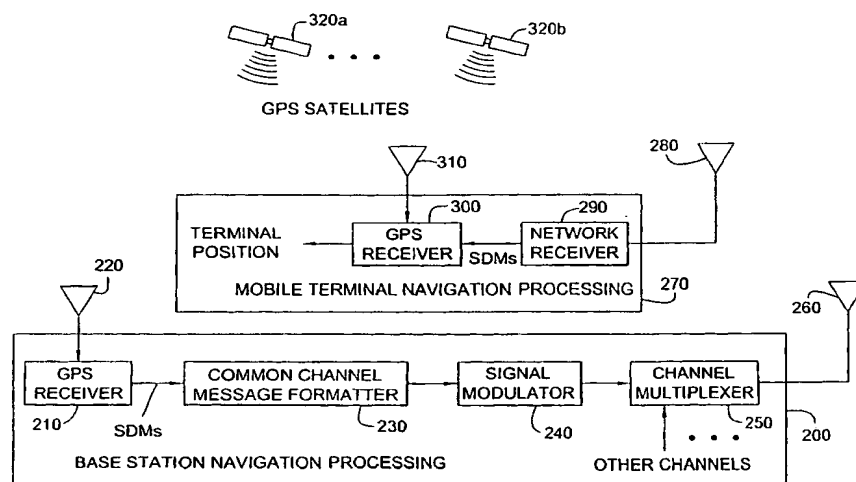 320a
320b
• • •
GPS SATELLITES
310
280
300
290
TERMINAL
POSITION
GPS
RECEIVER
SDMs
NETWORK
RECEIVER
MOBILE TERMINAL NAVIGATION PROCESSING
270
220
260
GPS
RECEIVER
210
SDMs
COMMON CHANNEL
MESSAGE FORMATTER
230
SIGNAL
MODULATOR
240
CHANNEL
MULTIPLEXER
250
200
• • •
OTHER CHANNELS
BASE STATION NAVIGATION PROCESSING